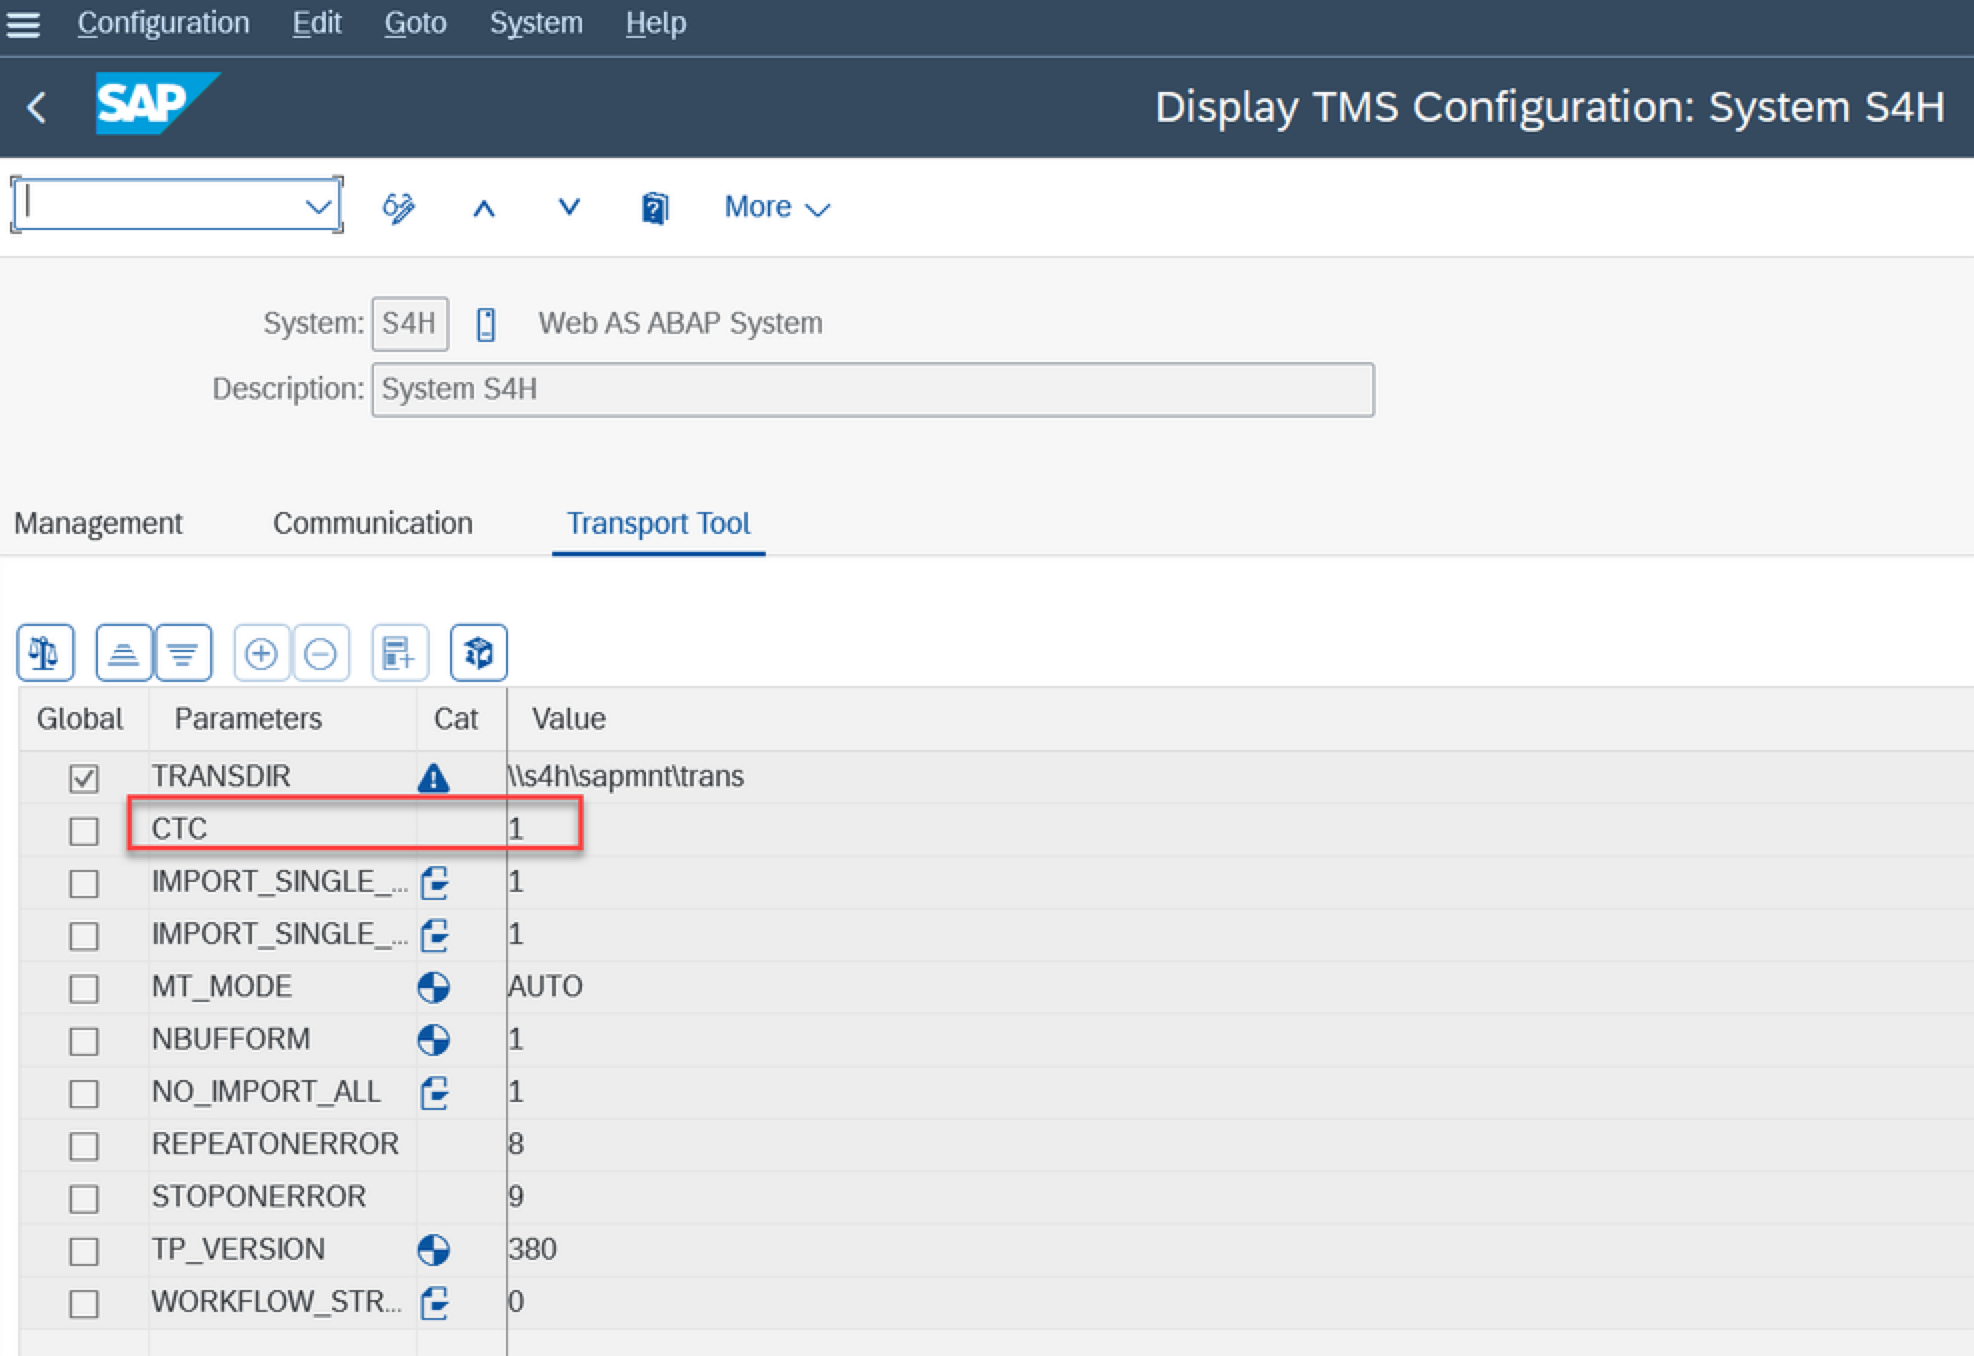 Configuration Edit Goto System Help
SAP Display TMS Configuration: System S4H
More
System: S4H Web AS ABAP System
Description: System S4H
Management Communication Transport Tool
Global Parameters Cat Value
TRANSDIR \\s4h\sapmnt\trans
CTC 1
IMPORT_SINGLE_... 1
IMPORT_SINGLE_... 1
MT_MODE AUTO
NBUFFORM 1
NO_IMPORT_ALL 1
REPEATONERROR 8
STOPONERROR 9
TP_VERSION 380
WORKFLOW_STR... 0